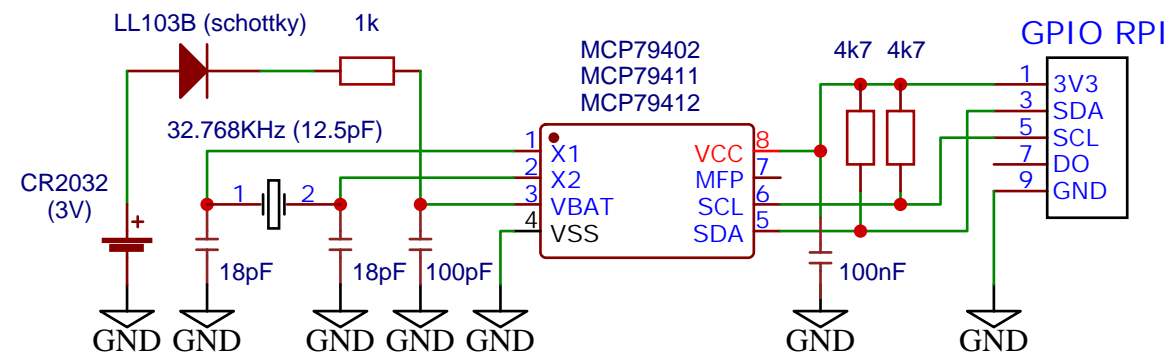 LL103B (schottky)
1k
MCP79402
MCP79411
MCP79412
4k7 4k7
GPIO RPI
32.768KHz (12.5pF)
CR2032
(3V)
+
1 2
1 X1
2 X2
3 VBAT
4 VSS
VCC 8
MFP 7
SCL 6
SDA 5
1 3V3
3 SDA
5 SCL
7 DO
9 GND
18pF
18pF
100pF
100nF
GND GND GND GND GND GND GND